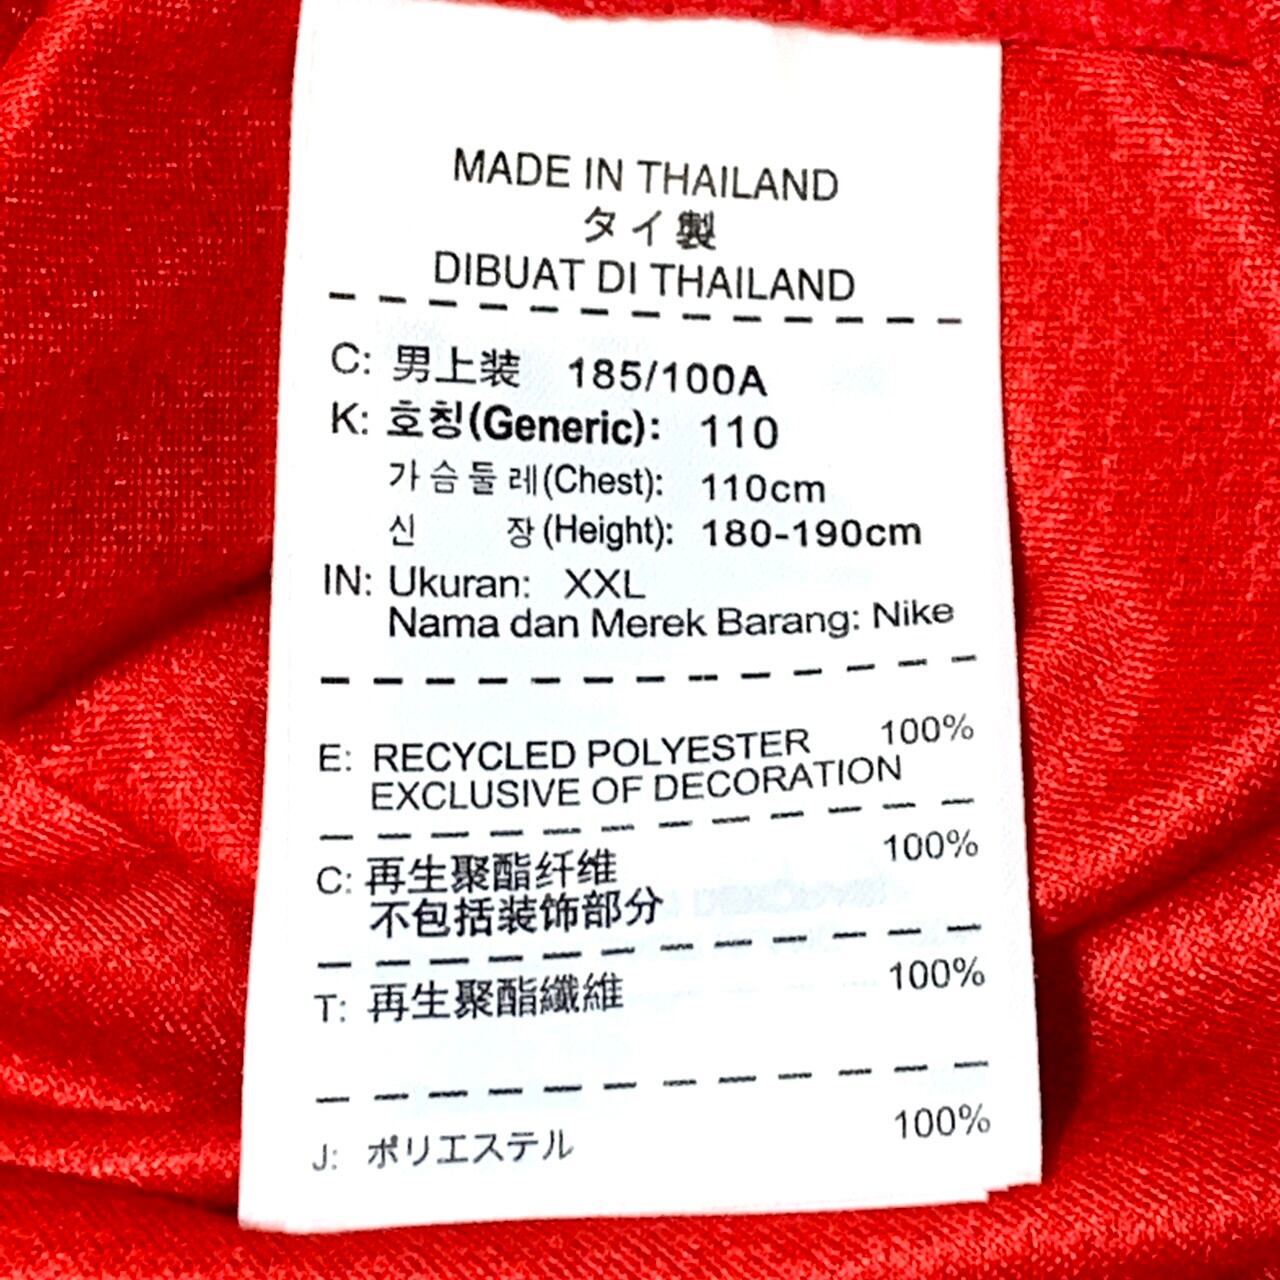 MADE IN THAILAND
タイ製
DIBUAT DI THAILAND
C: 男上装 185/100A
K: 호칭(Generic): 110
가슴둘레(Chest): 110cm
신 장(Height): 180-190cm
IN: Ukuran: XXL
Nama dan Merek Barang: Nike
E: RECYCLED POLYESTER 100%
EXCLUSIVE OF DECORATION
C: 再生聚酯纤维 100%
不包括装饰部分
T: 再生聚酯纖維 100%
J: ポリエステル 100%